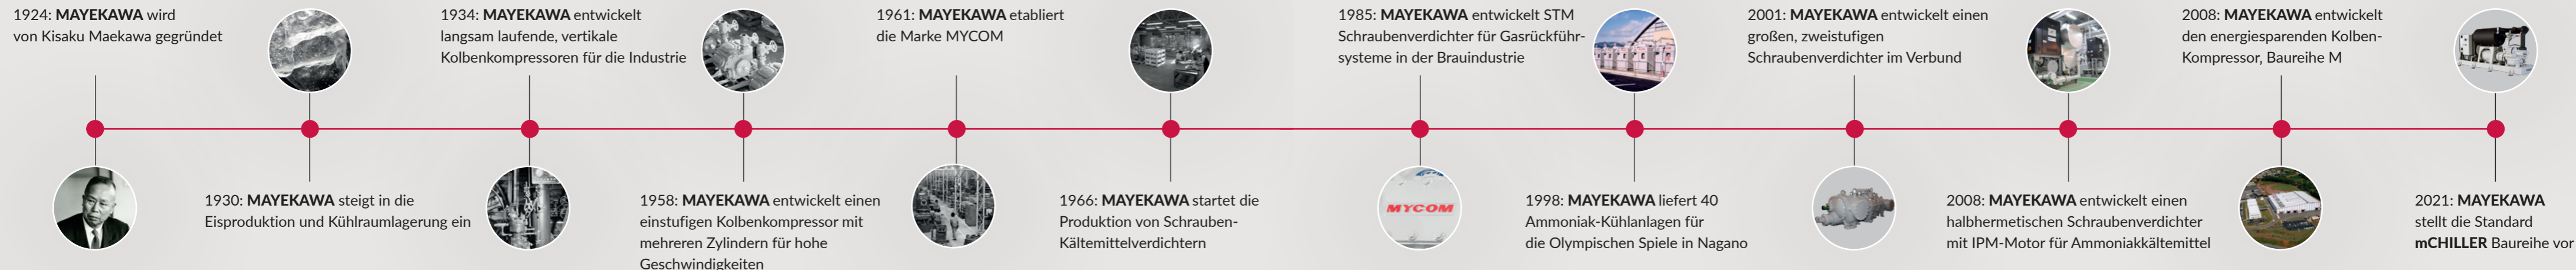 1924: MAYEKAWA wird
von Kisaku Maekawa gegründet
1930: MAYEKAWA steigt in die
Eisproduktion und Kühlraumlagerung ein
1934: MAYEKAWA entwickelt
langsam laufende, vertikale
Kolbenkompressoren für die Industrie
1958: MAYEKAWA entwickelt einen
einstufigen Kolbenkompressor mit
mehreren Zylindern für hohe
Geschwindigkeiten
1961: MAYEKAWA etabliert
die Marke MYCOM
1966: MAYEKAWA startet die
Produktion von Schrauben-
Kältemittelverdichtern
1985: MAYEKAWA entwickelt STM
Schraubenverdichter für Gasrückführ-
systeme in der Brauindustrie
MYCOM
1998: MAYEKAWA liefert 40
Ammoniak-Kühlanlagen für
die Olympischen Spiele in Nagano
2001: MAYEKAWA entwickelt einen
großen, zweistufigen
Schraubenverdichter im Verbund
2008: MAYEKAWA entwickelt einen
halbhermetischen Schraubenverdichter
mit IPM-Motor für Ammoniakkältemittel
2008: MAYEKAWA entwickelt
den energiesparenden Kolben-
Kompressor, Baureihe M
2021: MAYEKAWA
stellt die Standard
mCHILLER Baureihe vor